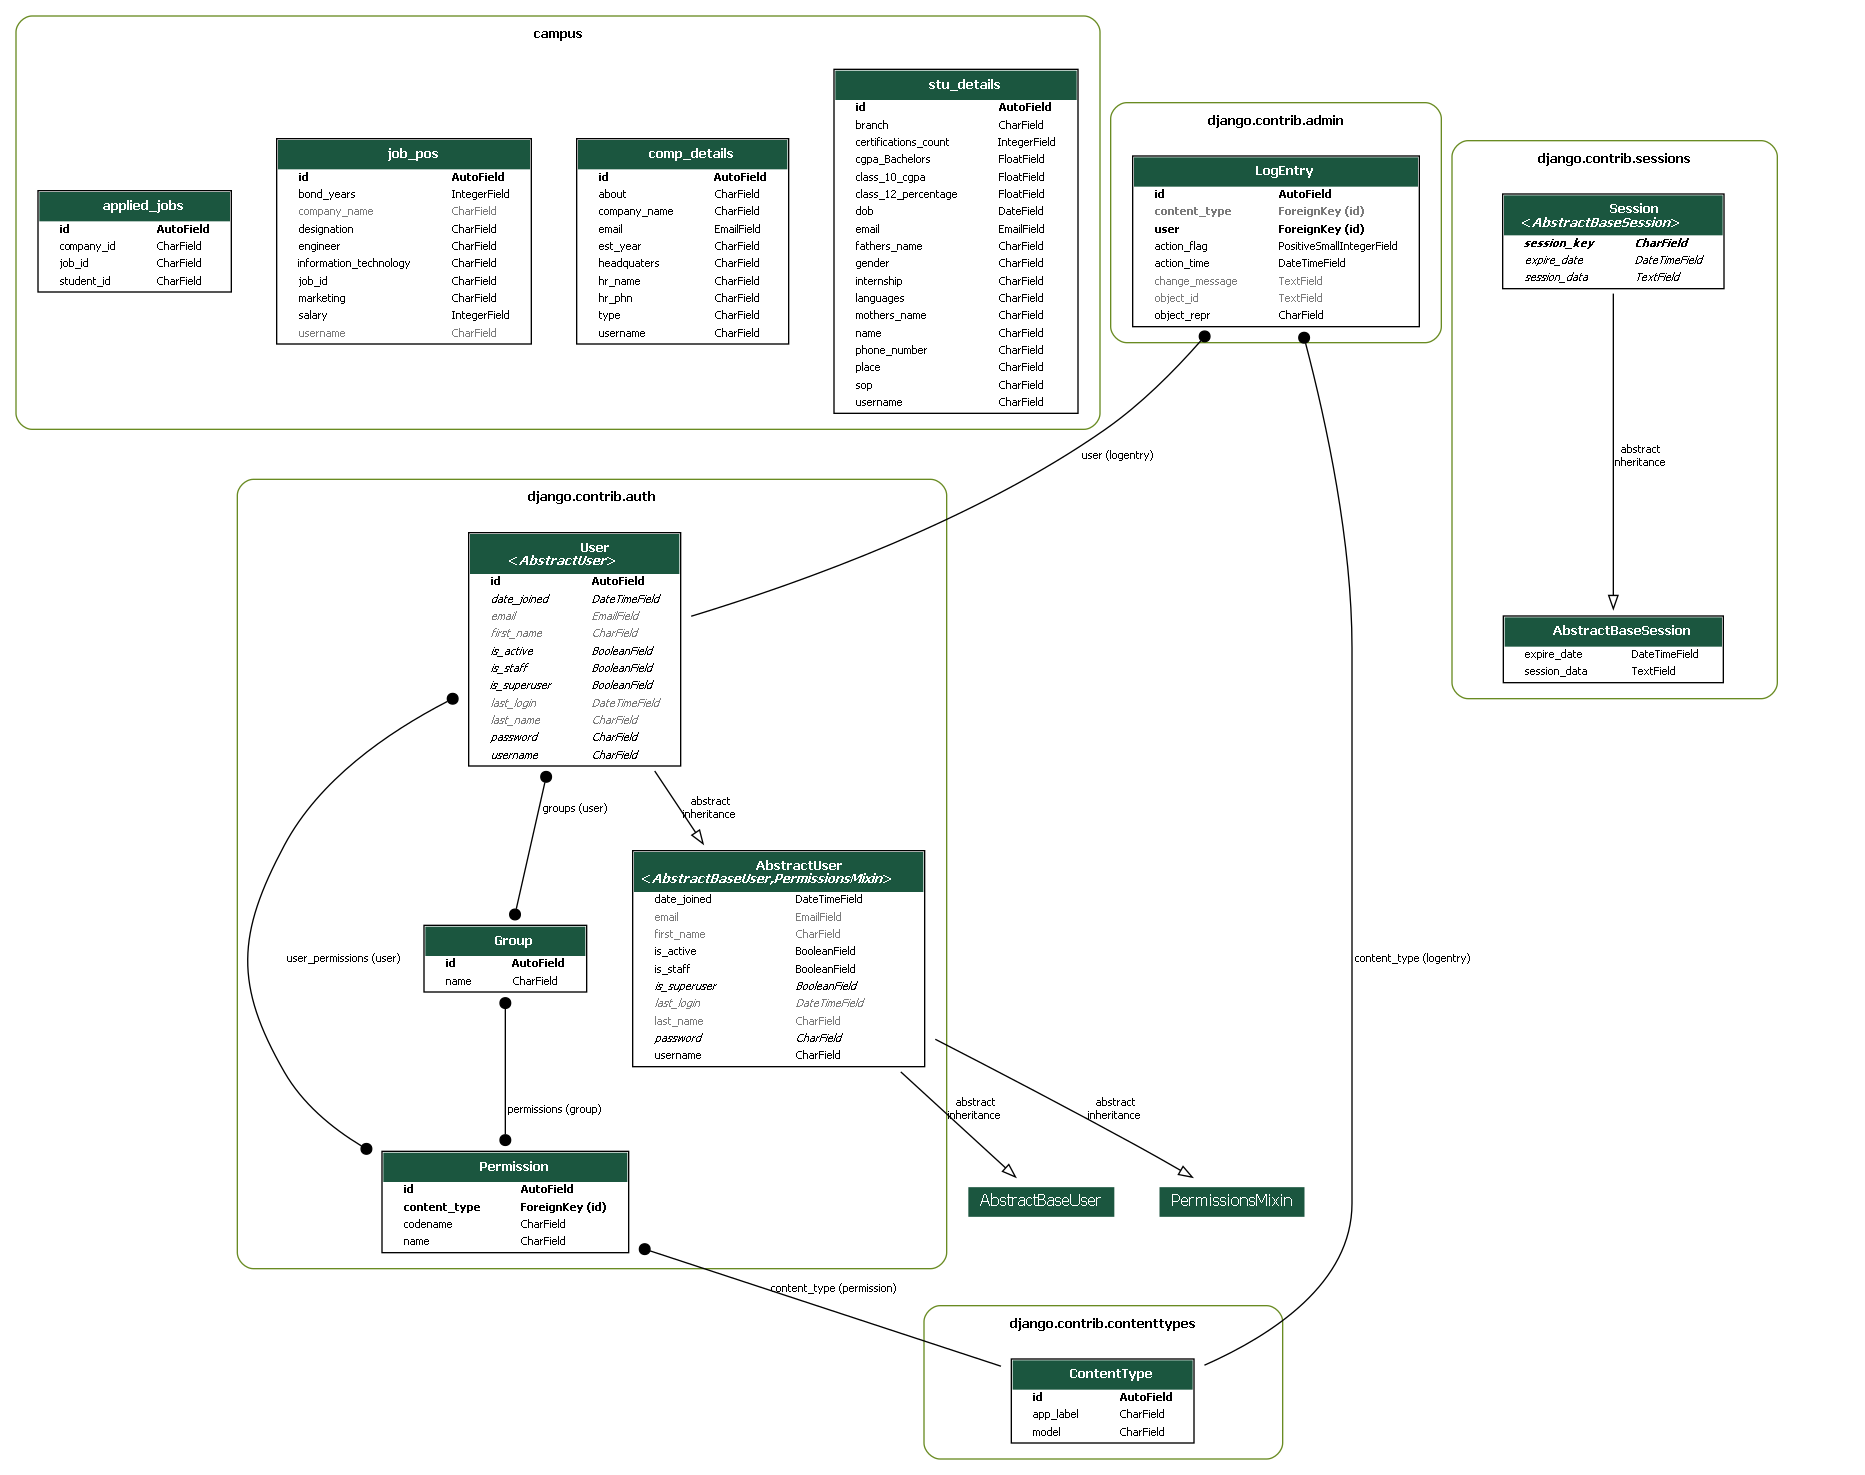 campus
applied_jobs
id AutoField
company_id CharField
job_id CharField
student_id CharField
job_pos
id AutoField
bond_years IntegerField
company_name CharField
designation CharField
engineer CharField
information_technology CharField
job_id CharField
marketing CharField
salary IntegerField
username CharField
comp_details
id AutoField
about CharField
company_name CharField
email EmailField
est_year CharField
headquaters CharField
hr_name CharField
hr_phn CharField
type CharField
username CharField
stu_details
id AutoField
branch CharField
certifications_count IntegerField
cgpa_Bachelors FloatField
class_10_cgpa FloatField
class_12_percentage FloatField
dob DateField
email EmailField
fathers_name CharField
gender CharField
internship CharField
languages CharField
mothers_name CharField
name CharField
phone_number CharField
place CharField
sop CharField
username CharField
django.contrib.admin
LogEntry
id AutoField
content_type ForeignKey (id)
user ForeignKey (id)
action_flag PositiveSmallIntegerField
action_time DateTimeField
change_message TextField
object_id TextField
object_repr CharField
django.contrib.sessions
Session
<AbstractBaseSession>
session_key CharField
expire_date DateTimeField
session_data TextField
abstract
inheritance
AbstractBaseSession
expire_date DateTimeField
session_data TextField
user (logentry)
django.contrib.auth
User
<AbstractUser>
id AutoField
date_joined DateTimeField
email EmailField
first_name CharField
is_active BooleanField
is_staff BooleanField
is_superuser BooleanField
last_login DateTimeField
last_name CharField
password CharField
username CharField
groups (user)
abstract
inheritance
AbstractUser
<AbstractBaseUser,PermissionsMixin>
date_joined DateTimeField
email EmailField
first_name CharField
is_active BooleanField
is_staff BooleanField
is_superuser BooleanField
last_login DateTimeField
last_name CharField
password CharField
username CharField
Group
id AutoField
name CharField
user_permissions (user)
content_type (logentry)
permissions (group)
abstract
inheritance
abstract
inheritance
Permission
id AutoField
content_type ForeignKey (id)
codename CharField
name CharField
AbstractBaseUser
PermissionsMixin
content_type (permission)
django.contrib.contenttypes
ContentType
id AutoField
app_label CharField
model CharField